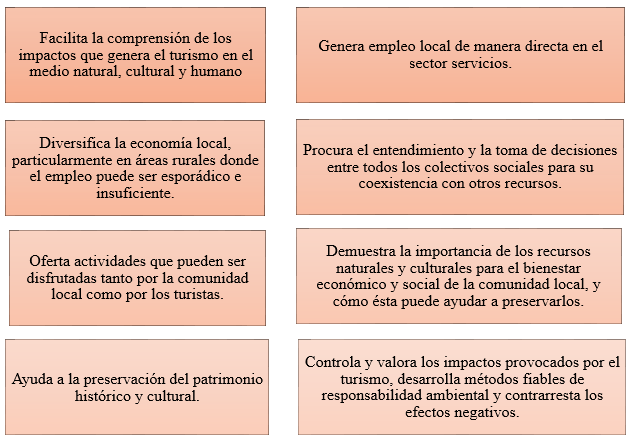 Facilita la comprensión de los
impactos que genera el turismo en el
medio natural, cultural y humano
Genera empleo local de manera directa en el
sector servicios.
Diversifica la economía local,
particularmente en áreas rurales donde
el empleo puede ser esporádico e
insuficiente.
Procura el entendimiento y la toma de decisiones
entre todos los colectivos sociales para su
coexistencia con otros recursos.
Oferta actividades que pueden ser
disfrutadas tanto por la comunidad
local como por los turistas.
Demuestra la importancia de los recursos
naturales y culturales para el bienestar
económico y social de la comunidad local, y
cómo ésta puede ayudar a preservarlos.
Ayuda a la preservación del patrimonio
histórico y cultural.
Controla y valora los impactos provocados por el
turismo, desarrolla métodos fiables de
responsabilidad ambiental y contrarresta los
efectos negativos.